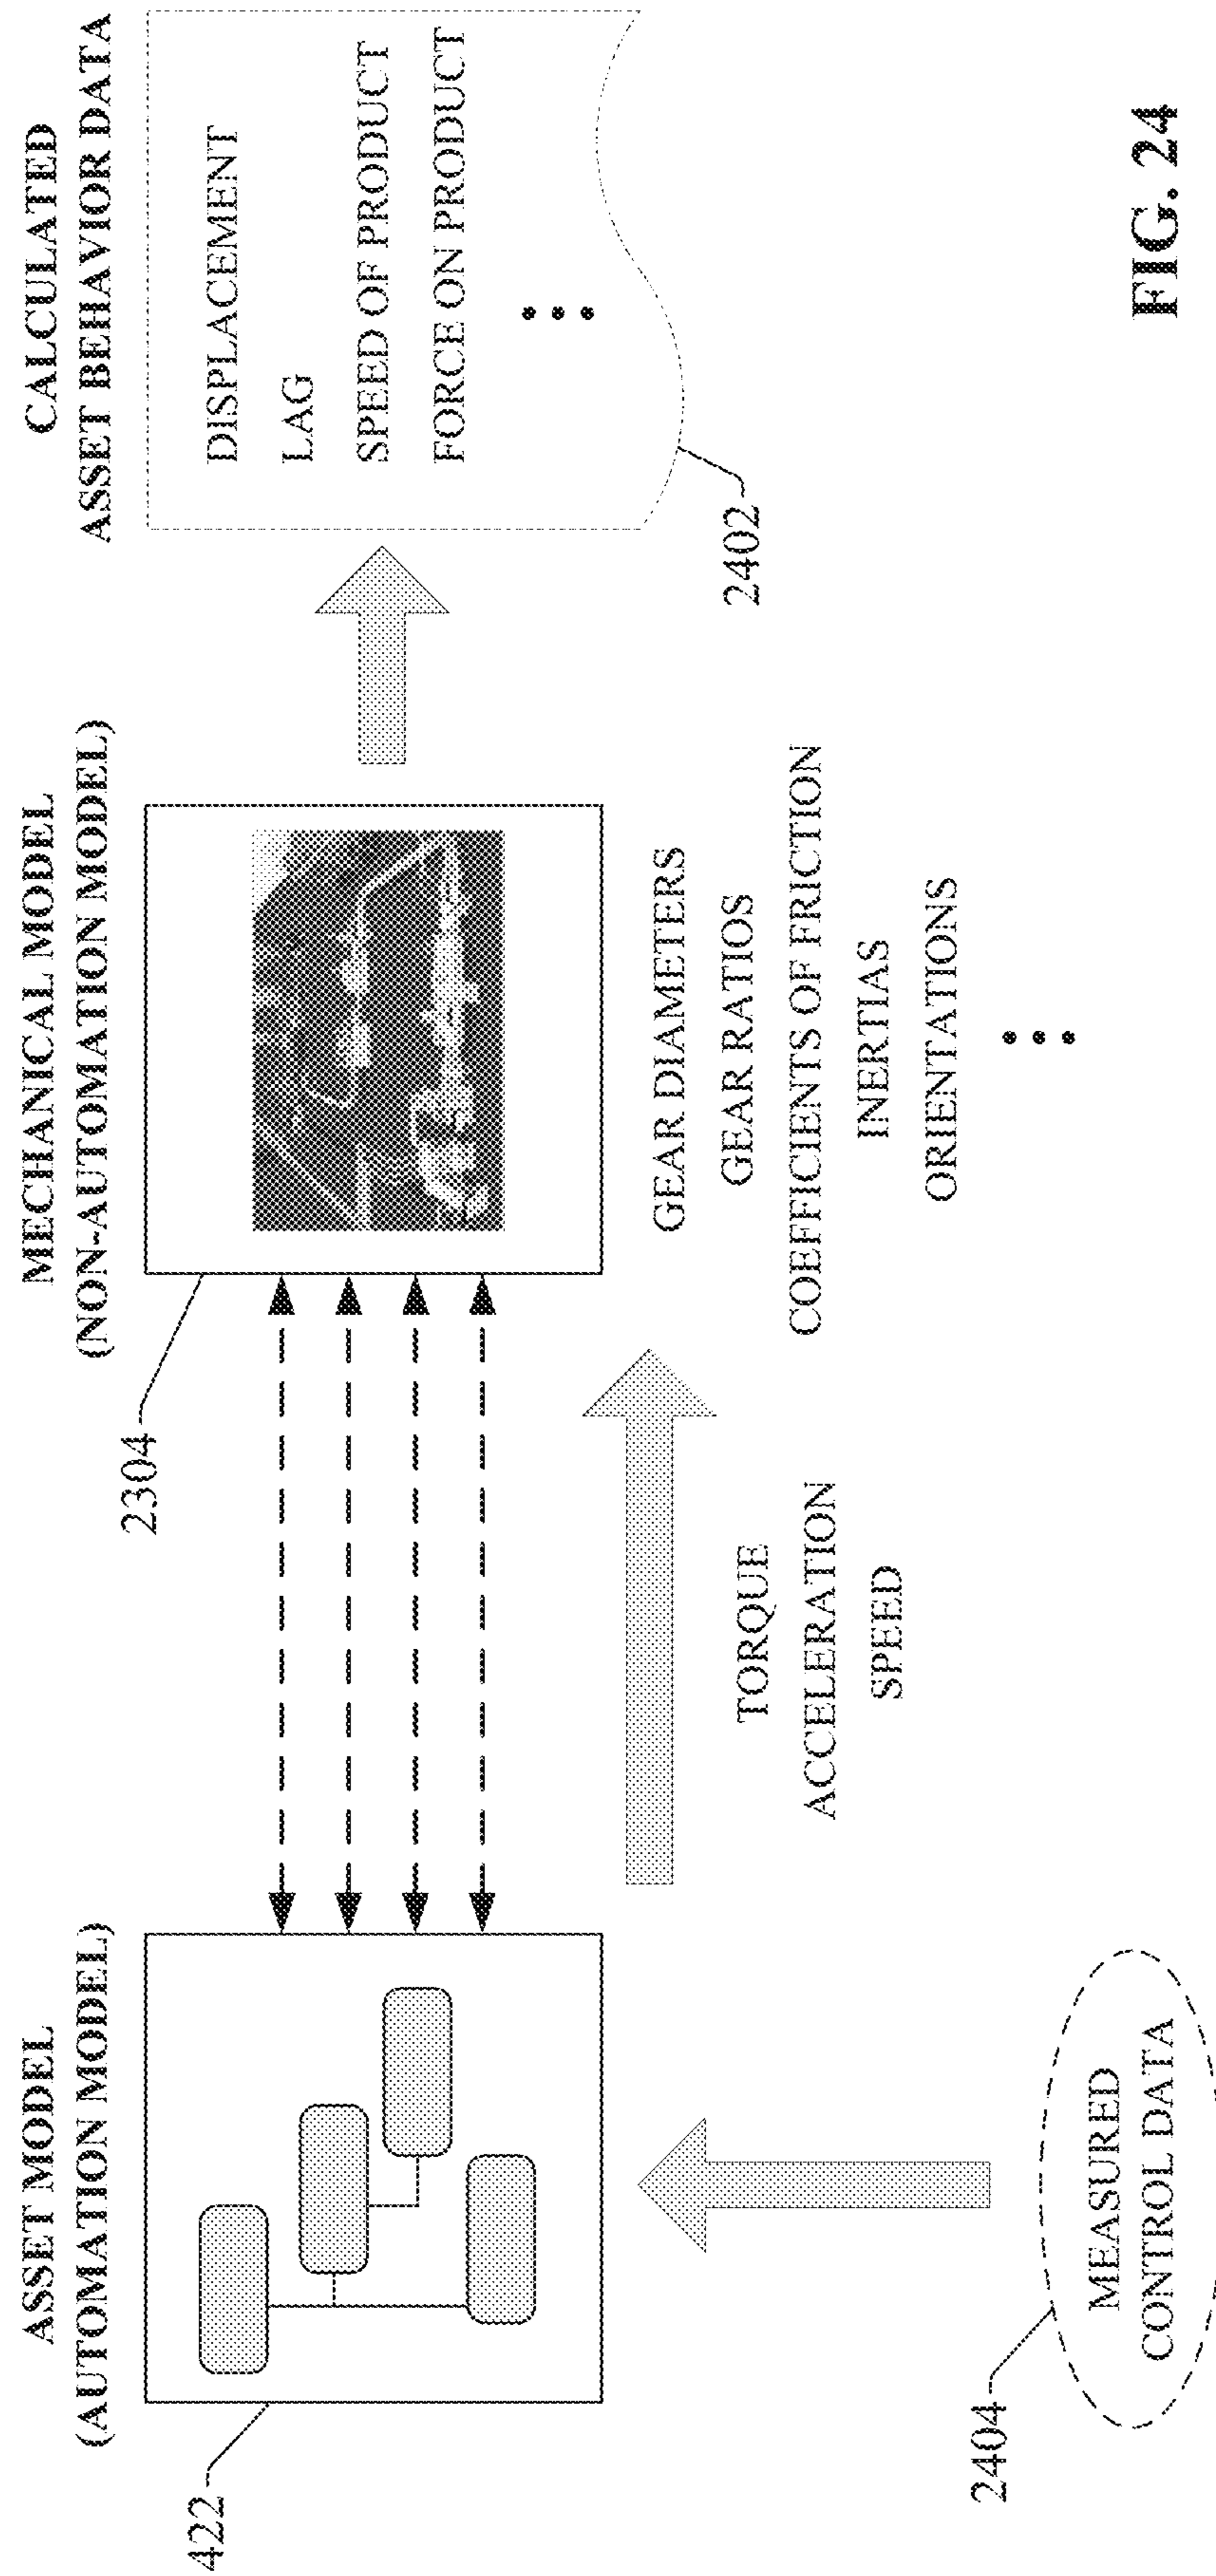 ASSET MODEL
(AUTOMATION MODEL)
422
MEASURED
CONTROL DATA
2404
TORQUE
ACCELERATION
SPEED
MECHANICAL MODEL
(NON-AUTOMATION MODEL)
2304
GEAR DIAMETERS
GEAR RATIOS
COEFFICIENTS OF FRICTION
INERTIAS
ORIENTATIONS
CALCULATED
ASSET BEHAVIOR DATA
DISPLACEMENT
LAG
SPEED OF PRODUCT
FORCE ON PRODUCT
2402
FIG. 24